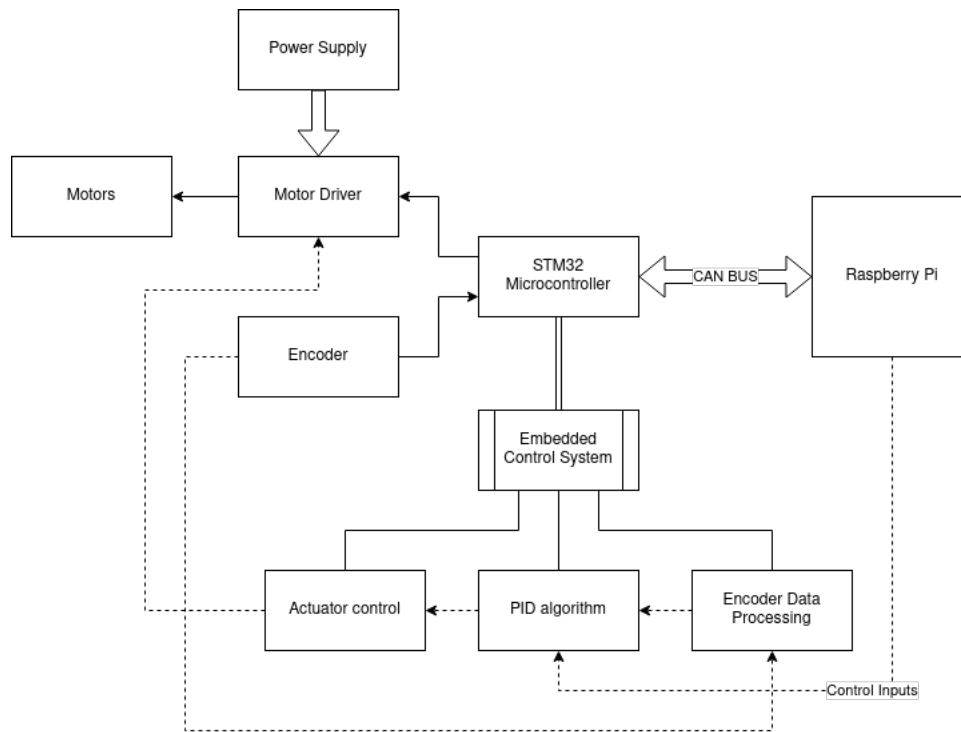 Power Supply
Motors
Motor Driver
STM32
Microcontroller
CAN BUS
Raspberry Pi
Encoder
Embedded
Control System
Actuator control
PID algorithm
Encoder Data
Processing
Control Inputs